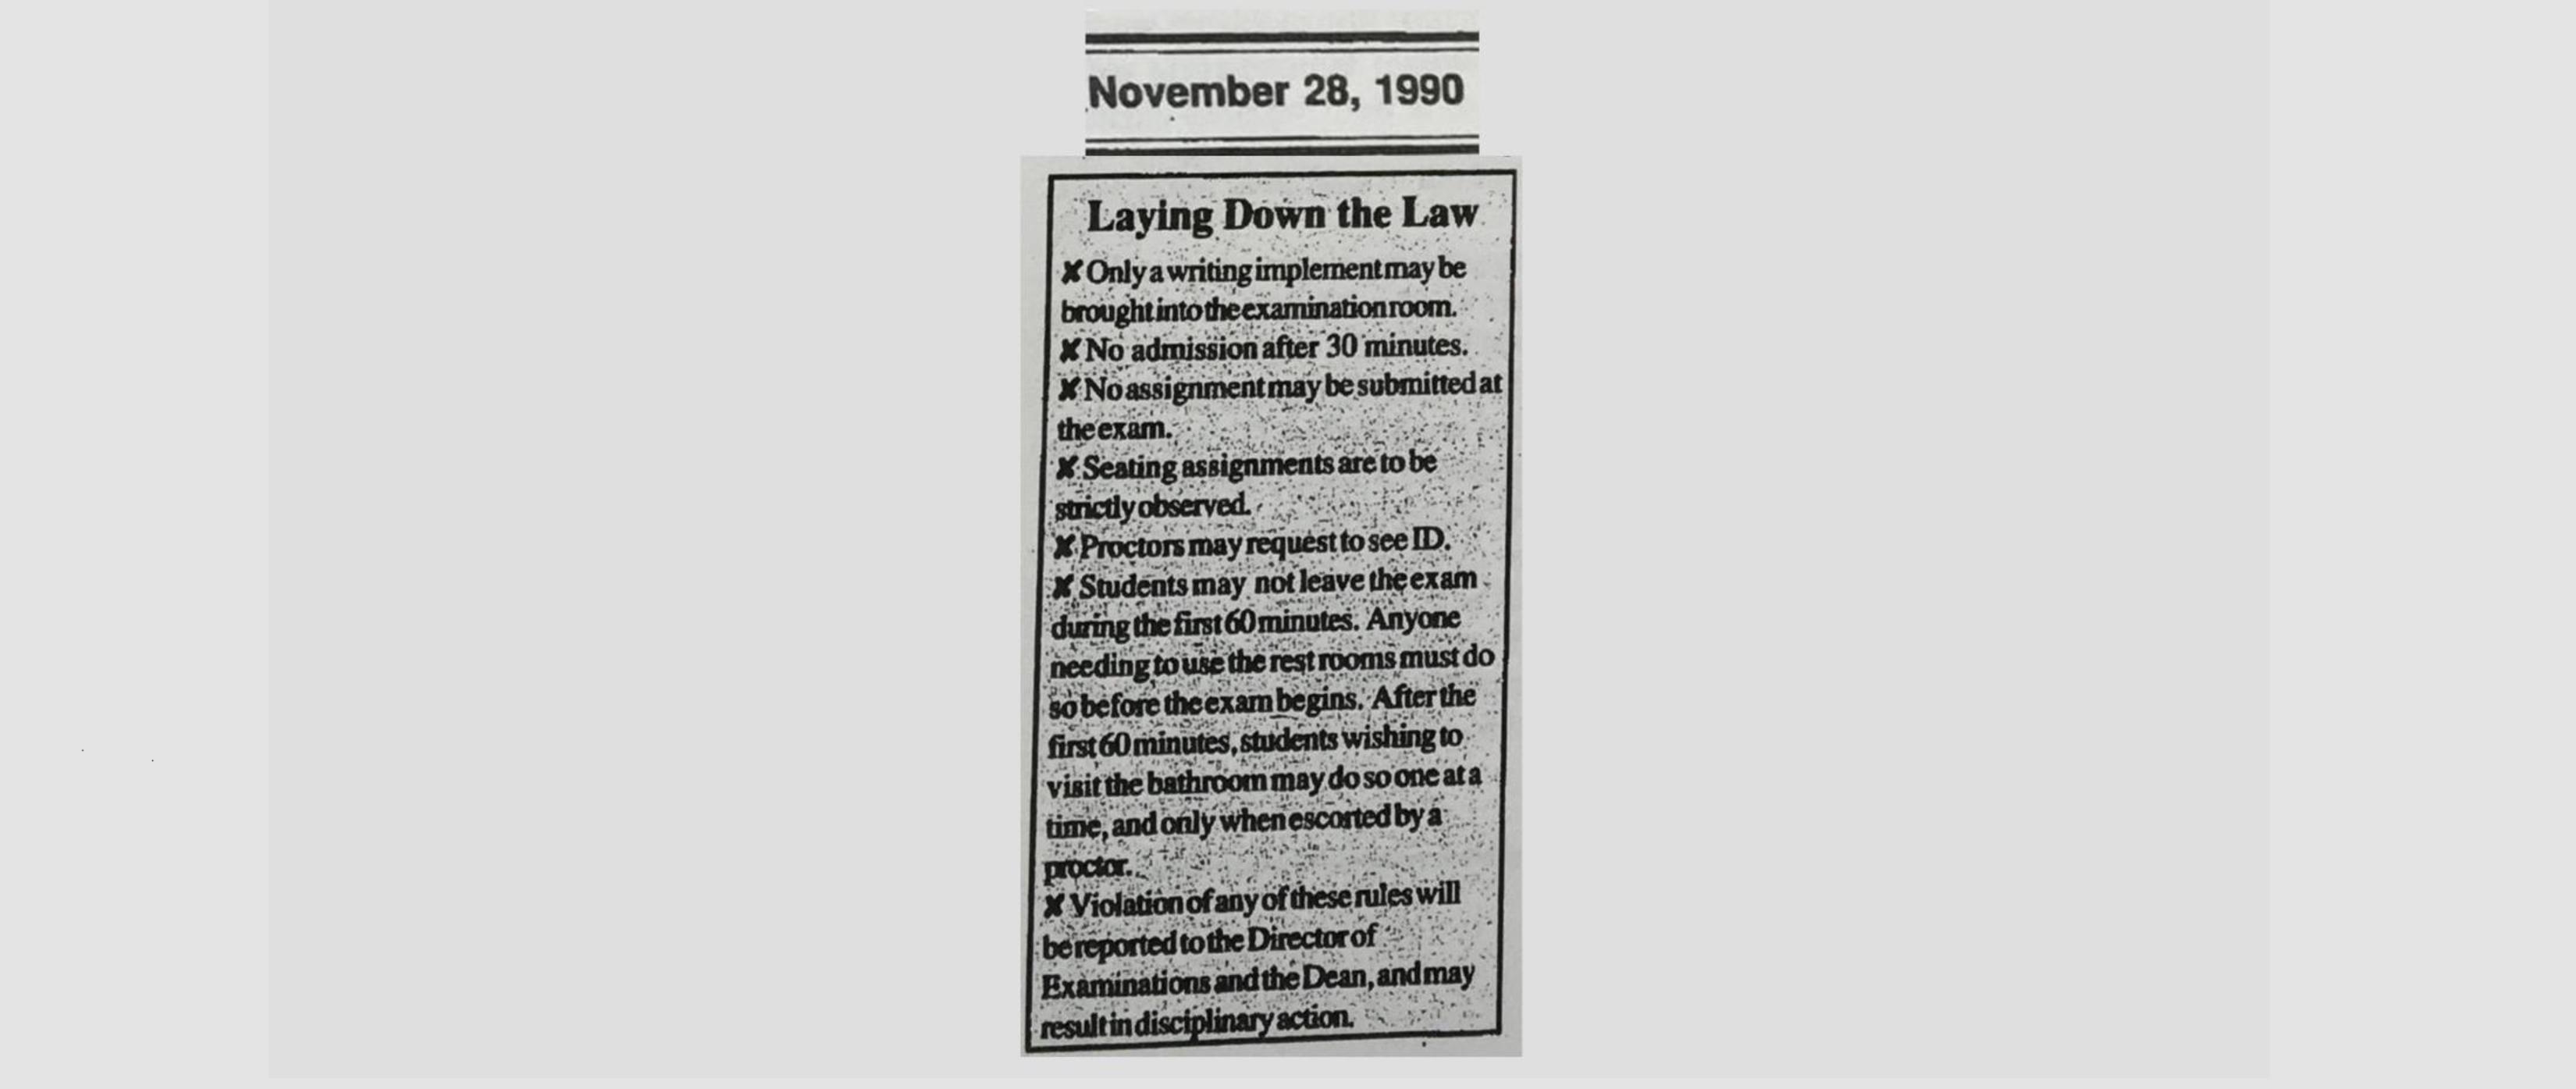 November 28, 1990
Laying Down the Law
✘ Only a writing implement may be
brought into the examination room.
✘ No admission after 30 minutes.
✘ No assignment may be submitted at
the exam.
✘ Seating assignments are to be
strictly observed.
✘ Proctors may request to see ID.
✘ Students may not leave the exam
during the first 60 minutes. Anyone
needing to use the rest rooms must do
so before the exam begins. After the
first 60 minutes, students wishing to
visit the bathroom may do so one at a
time, and only when escorted by a
proctor.
✘ Violation of any of these rules will
be reported to the Director of
Examinations and the Dean, and may
result in disciplinary action.